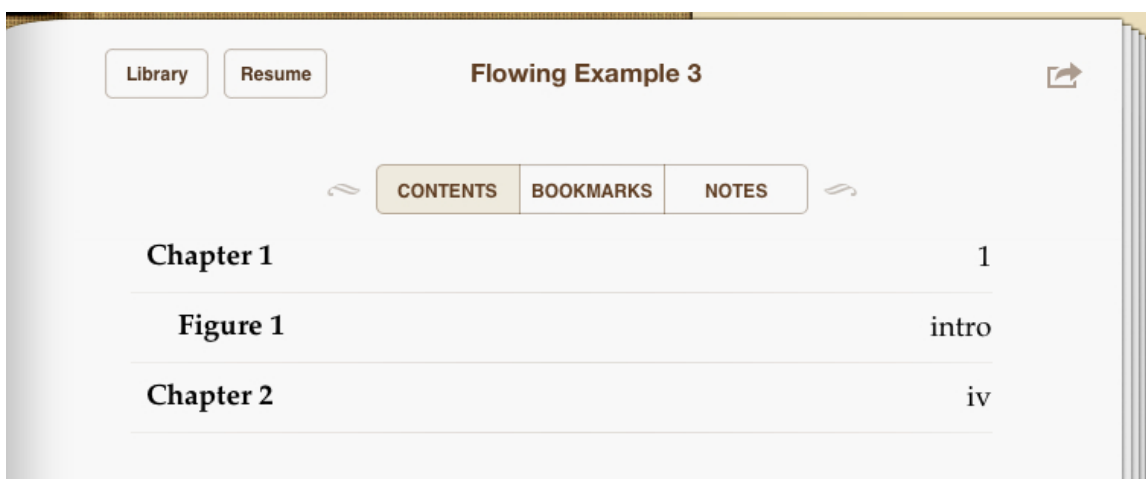 Library Resume Flowing Example 3
CONTENTS BOOKMARKS NOTES
Chapter 1 1
Figure 1 intro
Chapter 2 iv